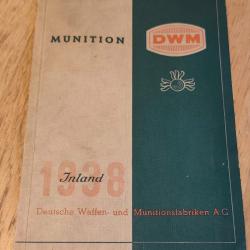 MUNITION
DWM
1938
Inland
Deutsche Waffen- und Munitionsfabriken A.G.